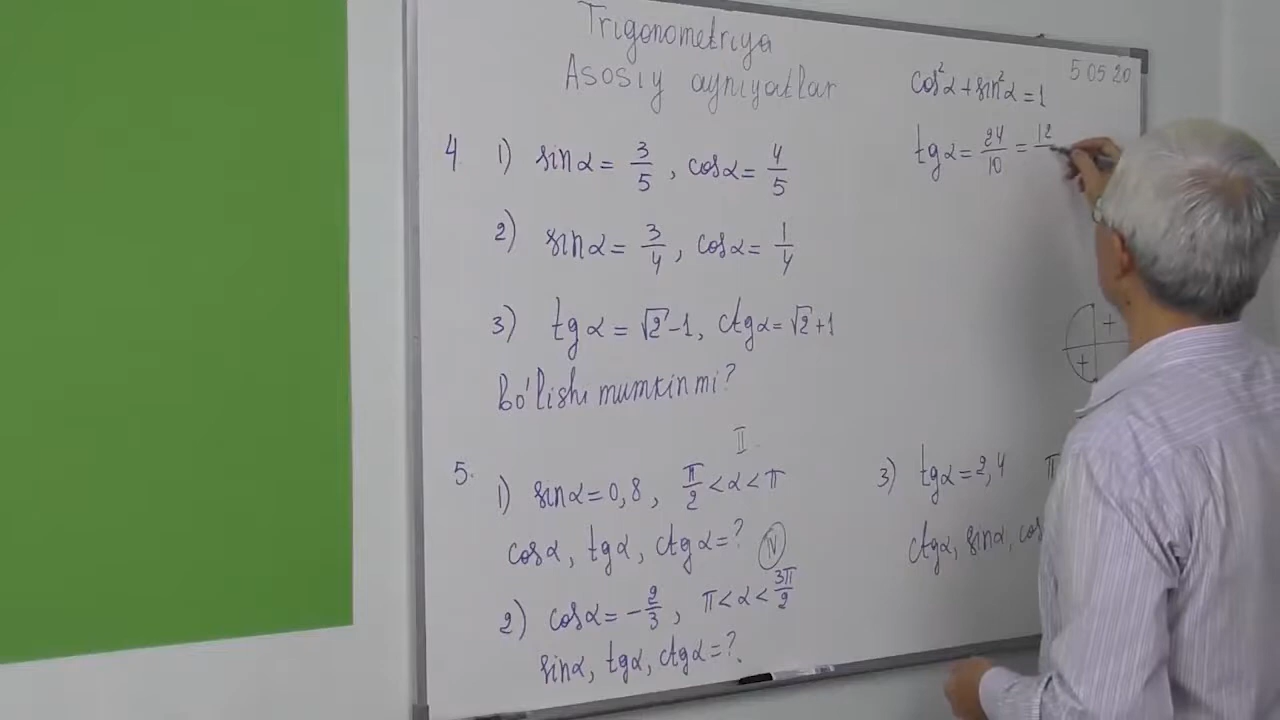 Trigonometriya
Asosiy ayniyatlar
5 05 20
cos²α + sin²α = 1
tgα = 24/10 = 12
4 1) sinα = 3/5 , cosα = 4/5
2) sinα = 3/4 , cosα = 1/4
3) tgα = √2 - 1, ctgα = √2 + 1
Bo'lishi mumkinmi?
II
5. 1) sinα = 0,8 , π/2 < α < π
cosα, tgα, ctgα = ?
IV
2) cosα = - 2/3 , π < α < 3π/2
sinα, tgα, ctgα = ?
3) tgα = 2,4 π
ctgα, sinα, cos
+
+